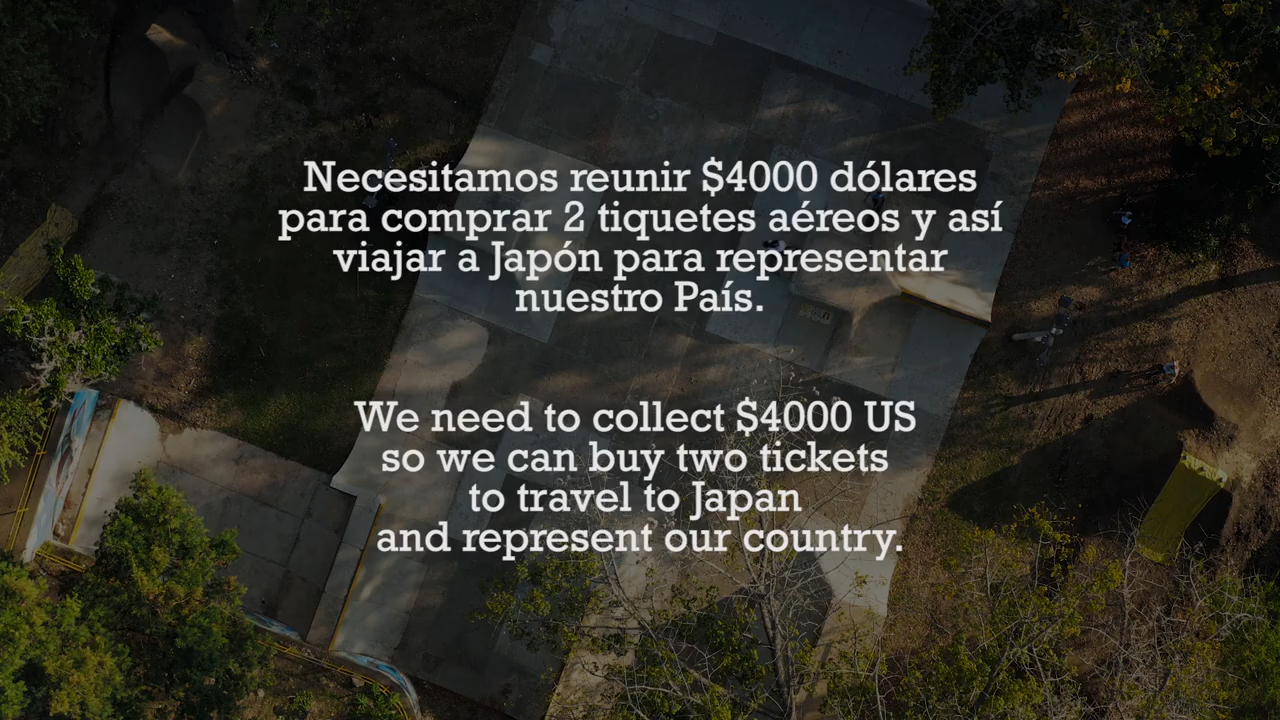 Necesitamos reunir $4000 dólares
para comprar 2 tiquetes aéreos y así
viajar a Japón para representar
nuestro País.
We need to collect $4000 US
so we can buy two tickets
to travel to Japan
and represent our country.